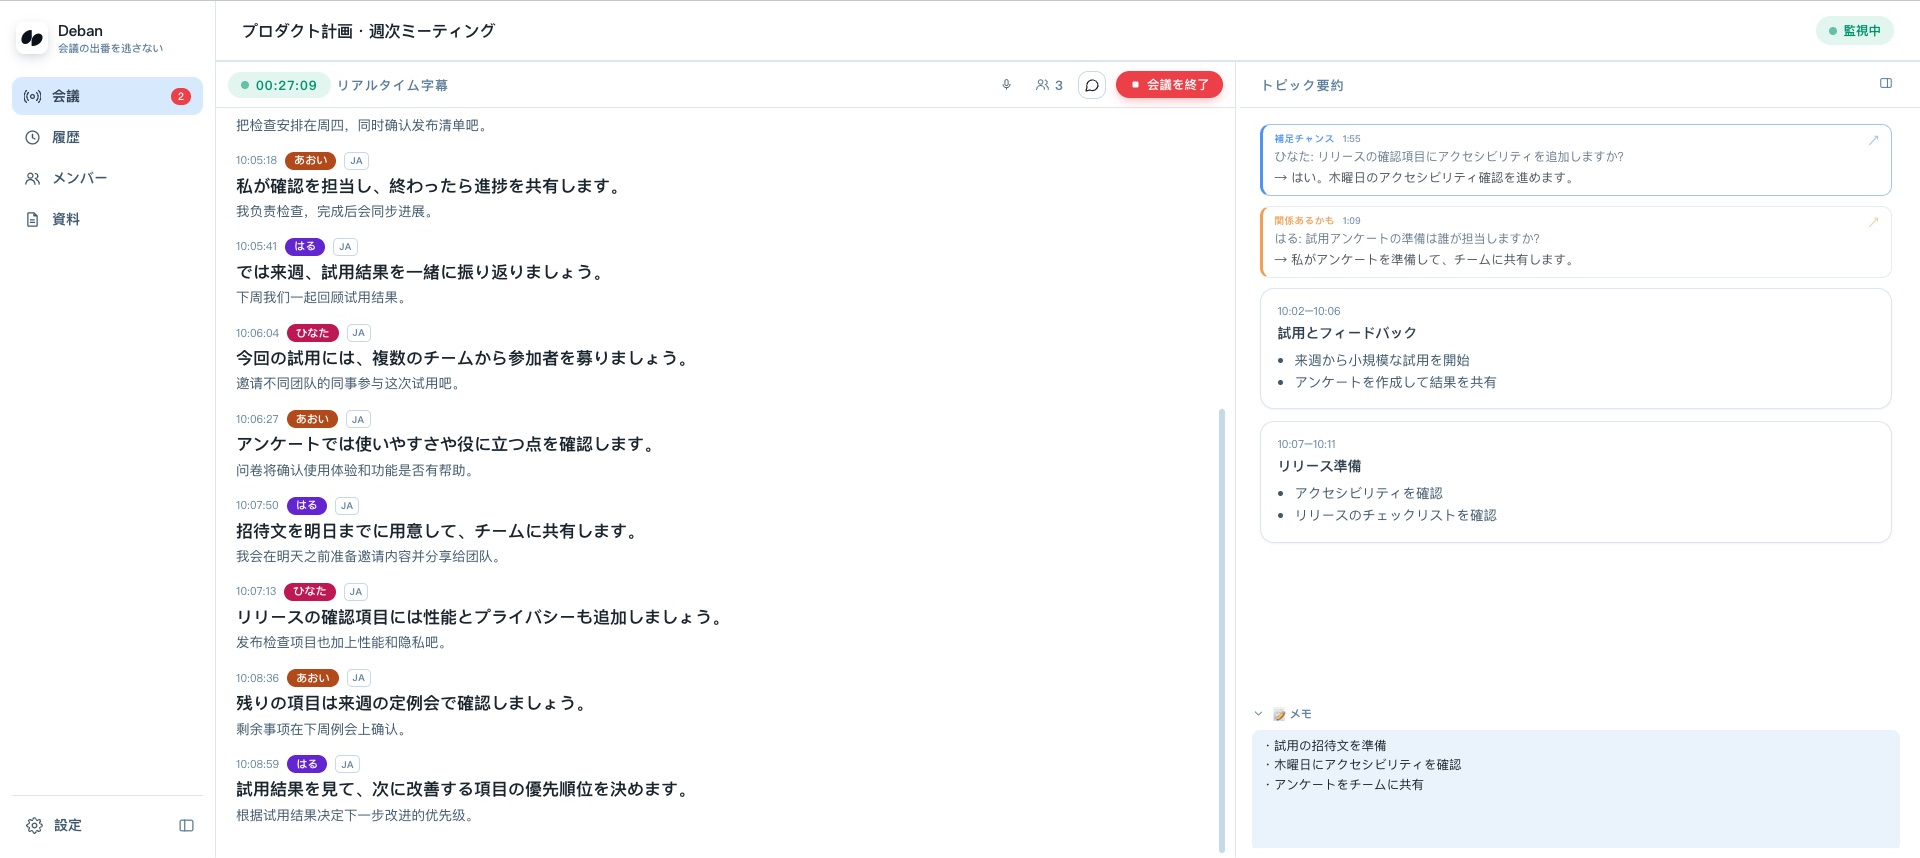 Deban
会議の出番を逃さない
会議
2
履歴
メンバー
資料
設定
プロダクト計画・週次ミーティング
監視中
00:27:09 リアルタイム字幕
3
会議を終了
把检查安排在周四，同时确认发布清单吧。
10:05:18 あおい JA
私が確認を担当し、終わったら進捗を共有します。
我负责检查，完成后会同步进展。
10:05:41 はる JA
では来週、試用結果を一緒に振り返りましょう。
下周我们一起回顾试用结果。
10:06:04 ひなた JA
今回の試用には、複数のチームから参加者を募りましょう。
邀请不同团队的同事参与这次试用吧。
10:06:27 あおい JA
アンケートでは使いやすさや役に立つ点を確認します。
问卷将确认使用体验和功能是否有帮助。
10:07:50 はる JA
招待文を明日までに用意して、チームに共有します。
我会在明天之前准备邀请内容并分享给团队。
10:07:13 ひなた JA
リリースの確認項目には性能とプライバシーも追加しましょう。
发布检查项目也加上性能和隐私吧。
10:08:36 あおい JA
残りの項目は来週の定例会で確認しましょう。
剩余事项在下周例会上确认。
10:08:59 はる JA
試用結果を見て、次に改善する項目の優先順位を決めます。
根据试用结果决定下一步改进的优先级。
トピック要約
補足チャンス 1:55
ひなた: リリースの確認項目にアクセシビリティを追加しますか?
→ はい。木曜日のアクセシビリティ確認を進めます。
関係あるかも 1:09
はる: 試用アンケートの準備は誰が担当しますか?
→ 私がアンケートを準備して、チームに共有します。
10:02–10:06
試用とフィードバック
• 来週から小規模な試用を開始
• アンケートを作成して結果を共有
10:07–10:11
リリース準備
• アクセシビリティを確認
• リリースのチェックリストを確認
メモ
・試用の招待文を準備
・木曜日にアクセシビリティを確認
・アンケートをチームに共有